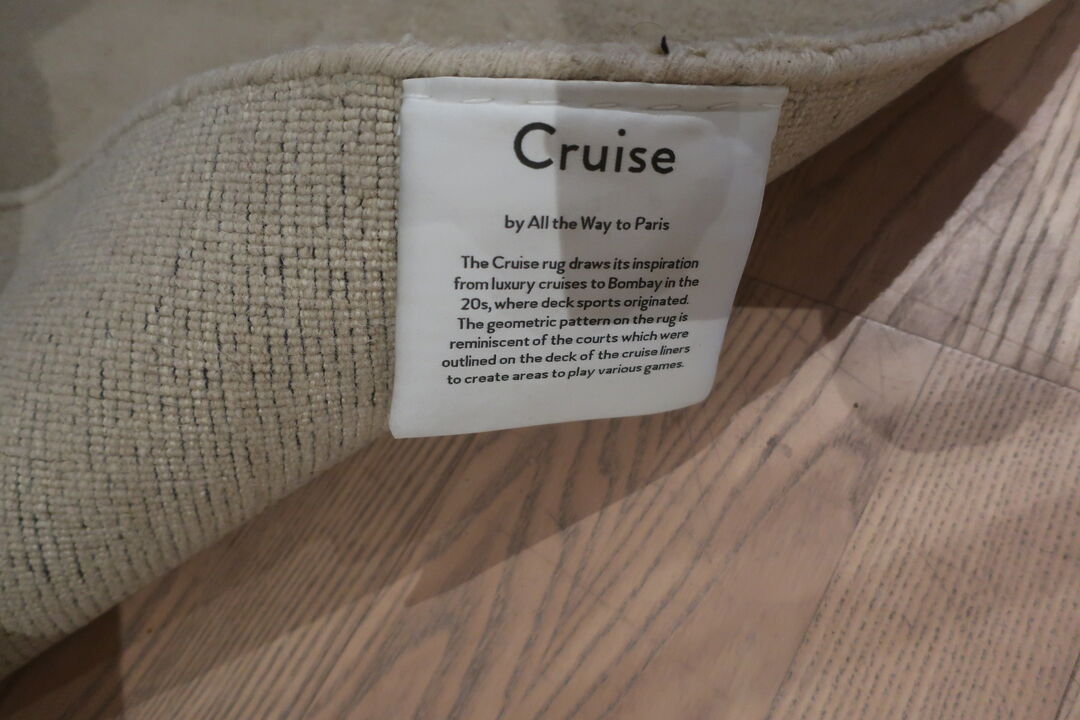 Cruise
by All the Way to Paris
The Cruise rug draws its inspiration
from luxury cruises to Bombay in the
20s, where deck sports originated.
The geometric pattern on the rug is
reminiscent of the courts which were
outlined on the deck of the cruise liners
to create areas to play various games.